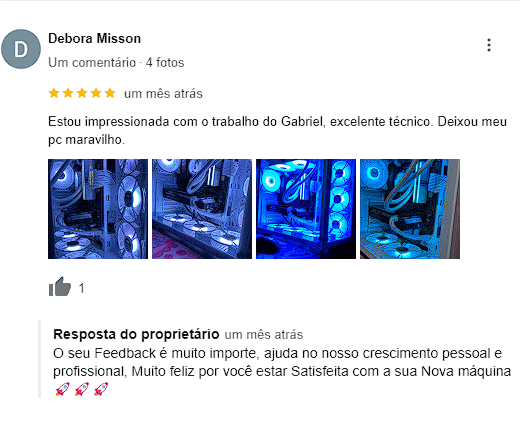 D
Debora Misson
Um comentário · 4 fotos
um mês atrás
Estou impressionada com o trabalho do Gabriel, excelente técnico. Deixou meu
pc maravilho.
1
Resposta do proprietário um mês atrás
O seu Feedback é muito importe, ajuda no nosso crescimento pessoal e
profissional, Muito feliz por você estar Satisfeita com a sua Nova máquina
🚀🚀🚀